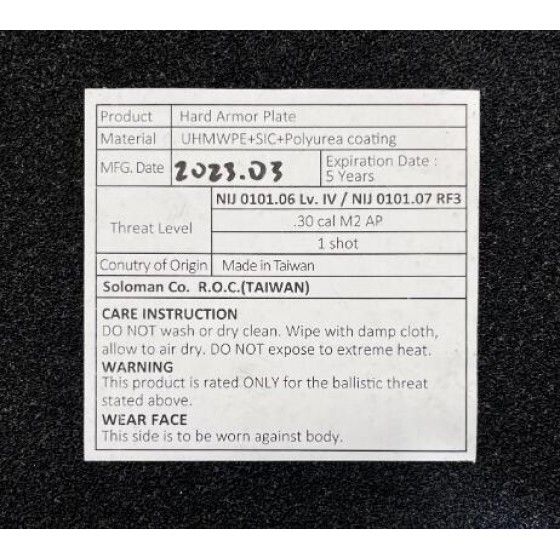 Product Hard Armor Plate
Material UHMWPE+SIC+Polyurea coating
MFG. Date 2023.03 Expiration Date :
5 Years
Threat Level NIJ 0101.06 Lv. IV / NIJ 0101.07 RF3
.30 cal M2 AP
1 shot
Conutry of Origin Made in Taiwan
Soloman Co. R.O.C.(TAIWAN)
CARE INSTRUCTION
DO NOT wash or dry clean. Wipe with damp cloth,
allow to air dry. DO NOT expose to extreme heat.
WARNING
This product is rated ONLY for the ballistic threat
stated above.
WEAR FACE
This side is to be worn against body.